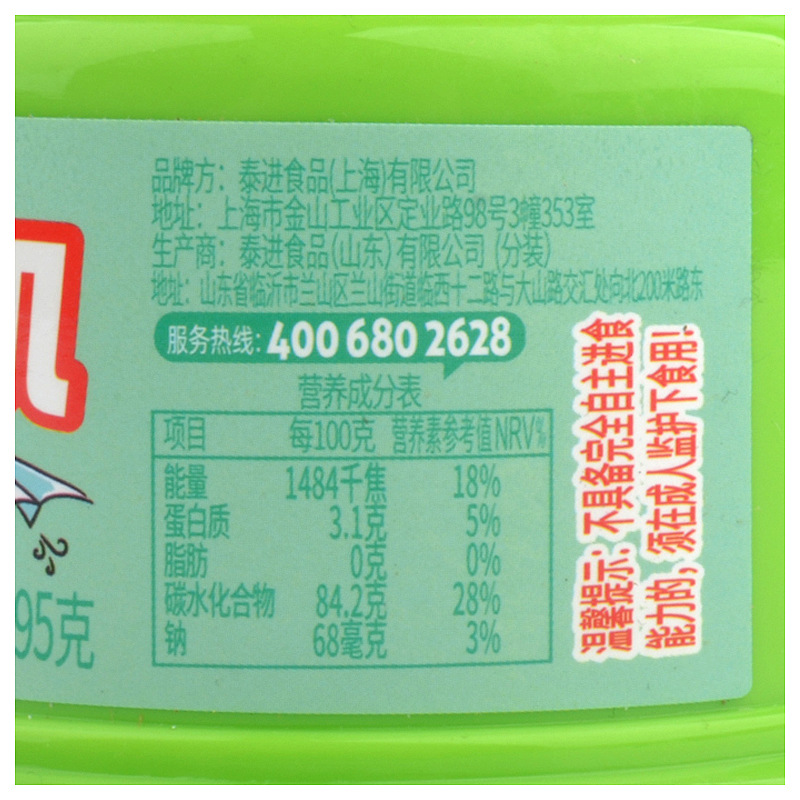 品牌方：泰进食品(上海)有限公司
地址：上海市金山工业区定业路98号3幢353室
生产商：泰进食品(山东)有限公司(分装)
地址：山东省临沂市兰山区兰山街道临西十二路与大山路交汇处向北200米路东
服务热线：400 680 2628
营养成分表
项目 每100克 营养素参考值NRV%
能量 1484千焦 18%
蛋白质 3.1克 5%
脂肪 0克 0%
碳水化合物 84.2克 28%
钠 68毫克 3%
温馨提示：不具备完全自主进食
能力的，须在成人监护下食用！
95克